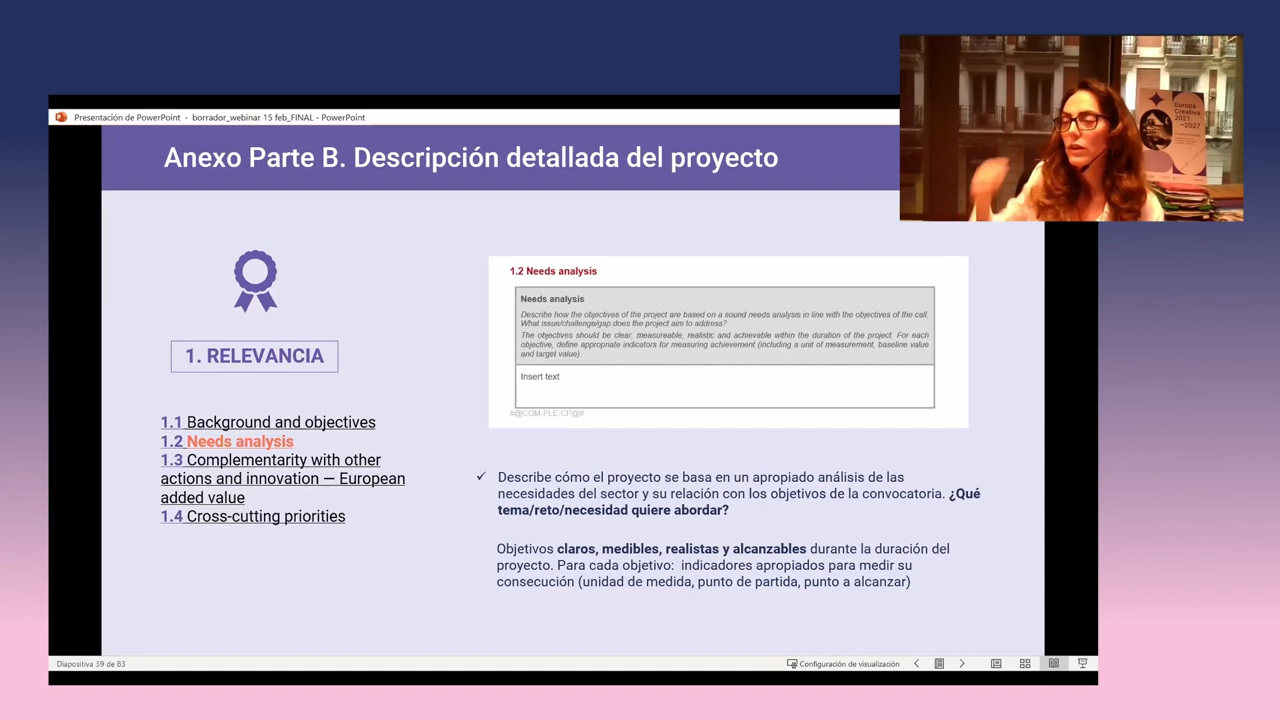 Presentación de PowerPoint - borrador_webinar 15 feb_FINAL - PowerPoint
Anexo Parte B. Descripción detallada del proyecto
Europa
Creativa
2021
-2027
1. RELEVANCIA
1.1 Background and objectives
1.2 Needs analysis
1.3 Complementarity with other
actions and innovation — European
added value
1.4 Cross-cutting priorities
1.2 Needs analysis
Needs analysis
Describe how the objectives of the project are based on a sound needs analysis in line with the objectives of the call.
What issue/challenge/gap does the project aim to address?
The objectives should be clear, measureable, realistic and achievable within the duration of the project. For each
objective, define appropriate indicators for measuring achievement (including a unit of measurement, baseline value
and target value).
Insert text
#@COM-PLE-CP@#
✓ Describe cómo el proyecto se basa en un apropiado análisis de las
necesidades del sector y su relación con los objetivos de la convocatoria. ¿Qué
tema/reto/necesidad quiere abordar?
Objetivos claros, medibles, realistas y alcanzables durante la duración del
proyecto. Para cada objetivo: indicadores apropiados para medir su
consecución (unidad de medida, punto de partida, punto a alcanzar)
Diapositiva 39 de 83
Configuración de visualización